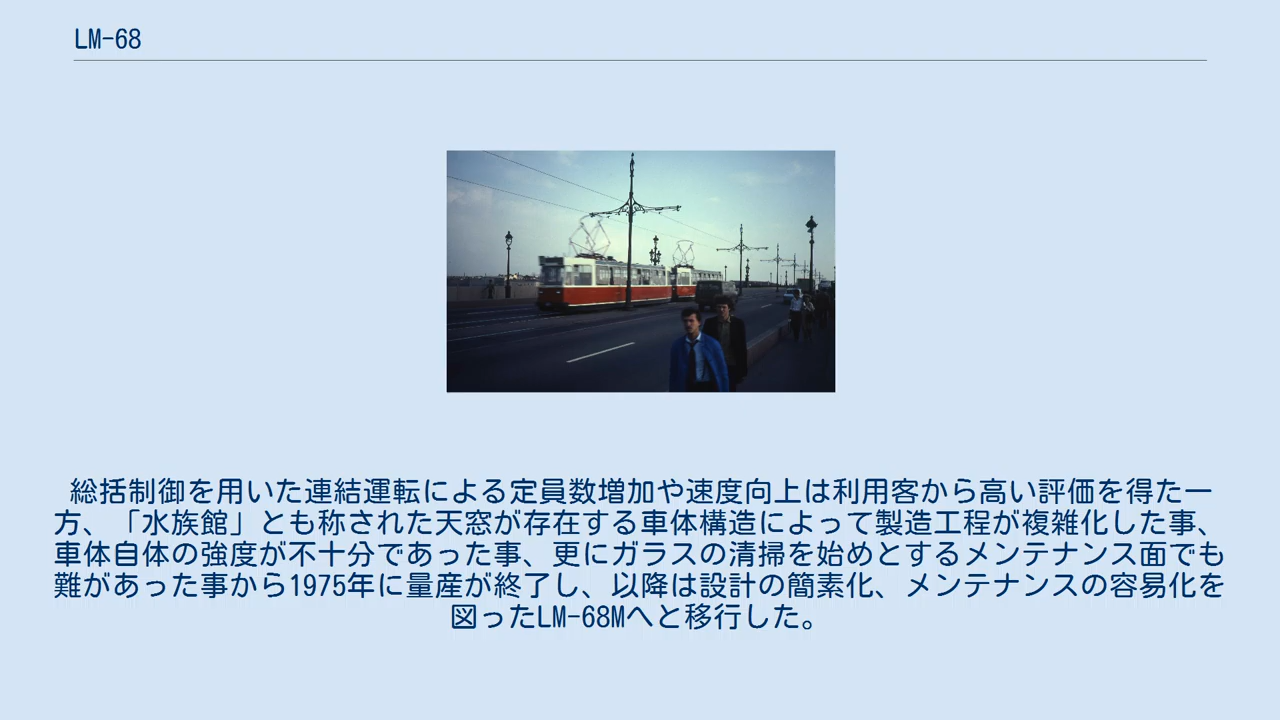 LM-68
総括制御を用いた連結運転による定員数増加や速度向上は利用客から高い評価を得た一
方、「水族館」とも称された天窓が存在する車体構造によって製造工程が複雑化した事、
車体自体の強度が不十分であった事、更にガラスの清掃を始めとするメンテナンス面でも
難があった事から1975年に量産が終了し、以降は設計の簡素化、メンテナンスの容易化を
図ったLM-68Mへと移行した。